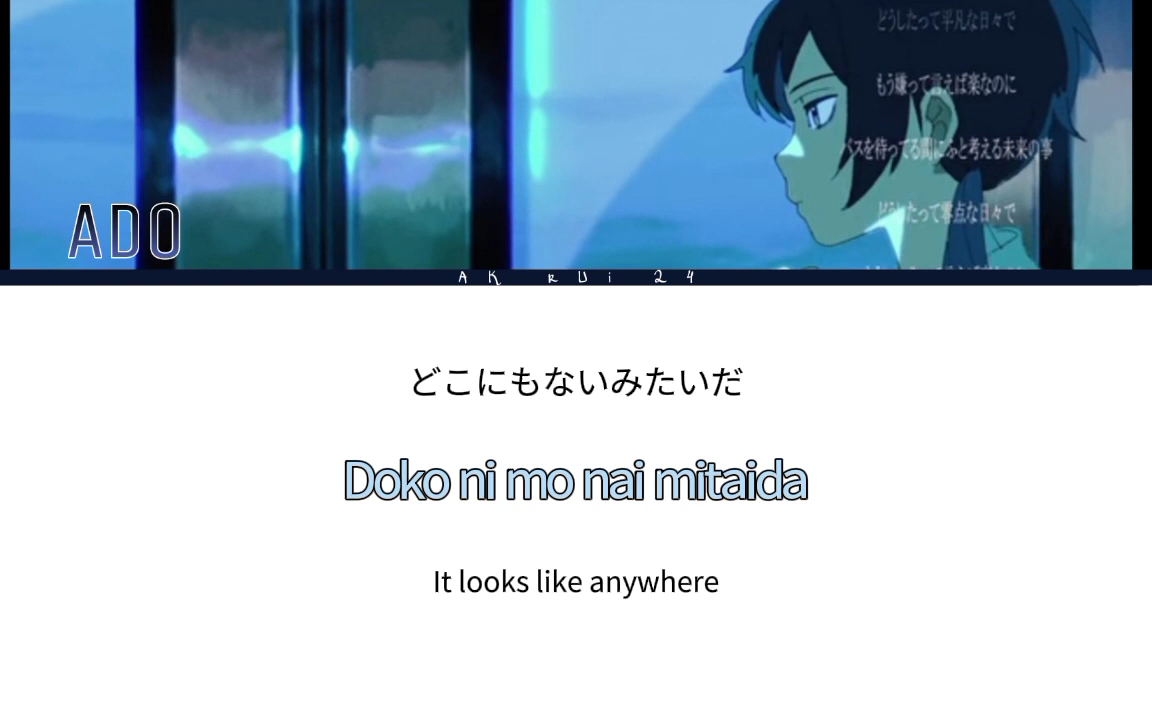 どうしたって平凡な日々で
もう嫌って言えば楽なのに
バスを待ってる間にふと考える未来の事
どうしたって零点な日々で
ADO
AK RUi 24
どこにもないみたいだ
Doko ni mo nai mitaida
It looks like anywhere